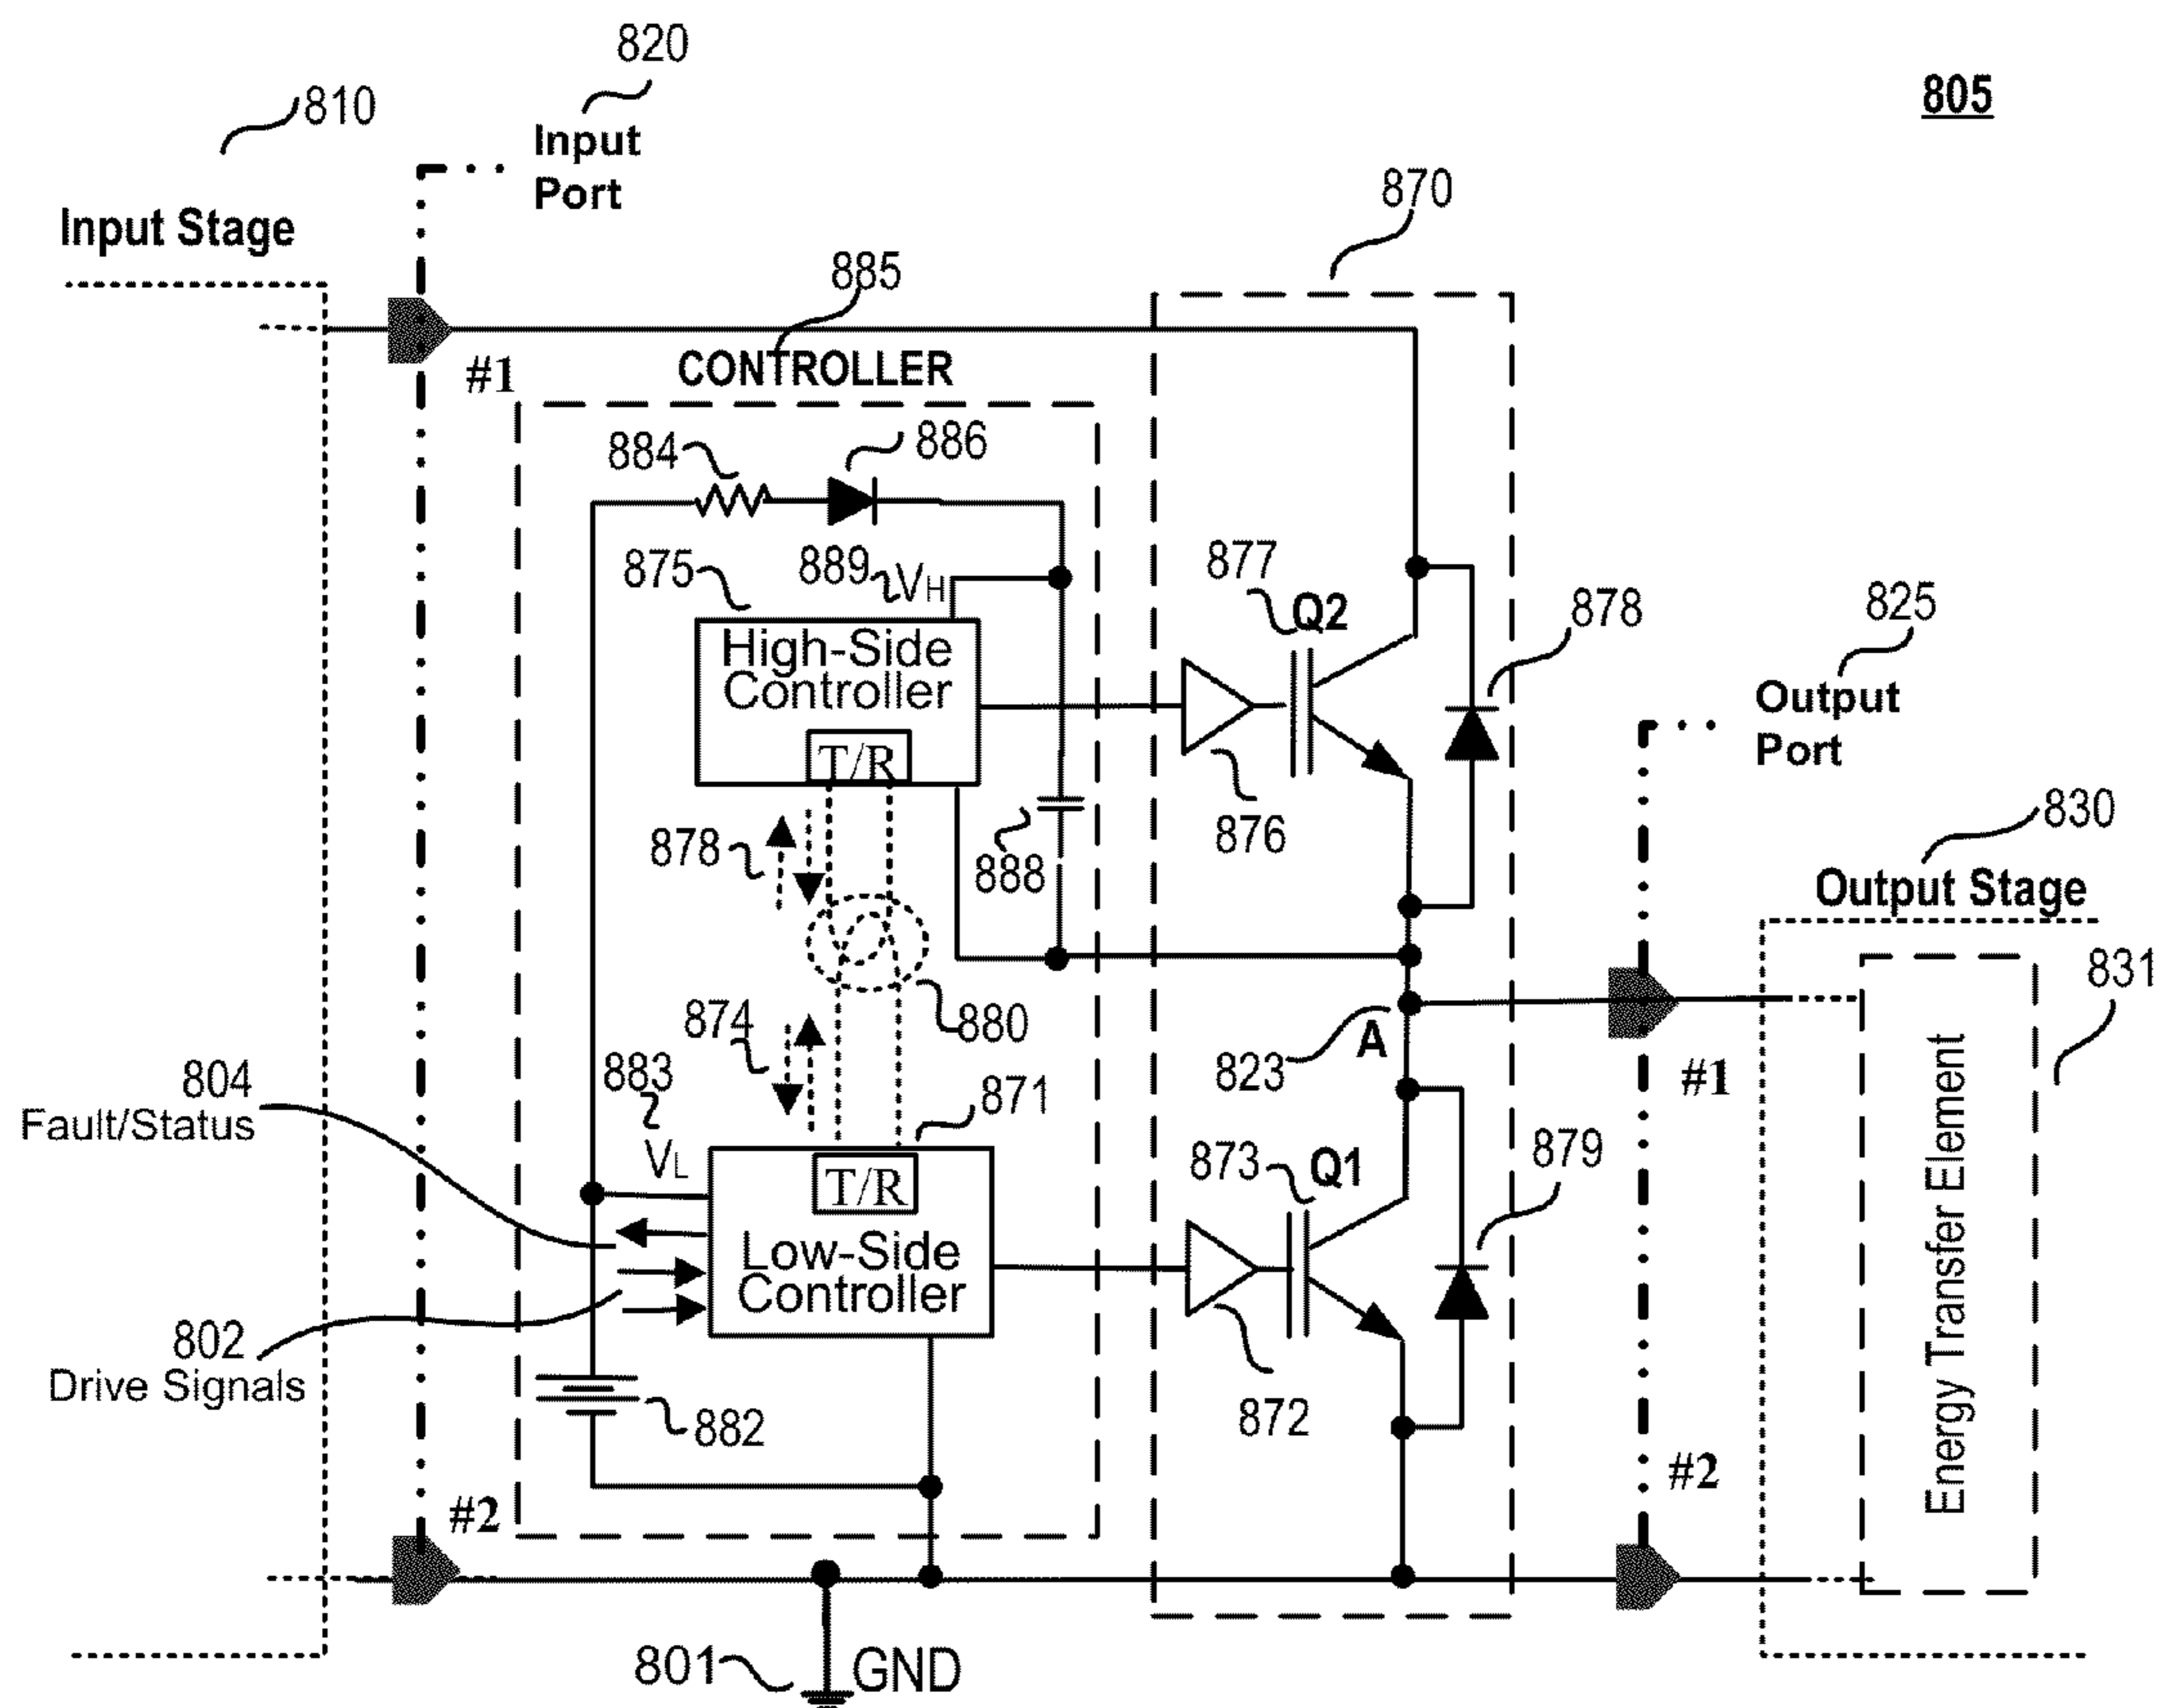 820
805
810
Input
Port
870
Input Stage
885
#1
CONTROLLER
884
886
875
889
VH
877
Q2
878
825
High-Side
Controller
T/R
Output
Port
876
830
878
888
Output Stage
831
874
880
A
823
#1
883
871
804
Fault/Status
VL
T/R
873
Q1
879
Low-Side
Controller
802
Drive Signals
872
882
#2
#2
Energy Transfer Element
801
GND